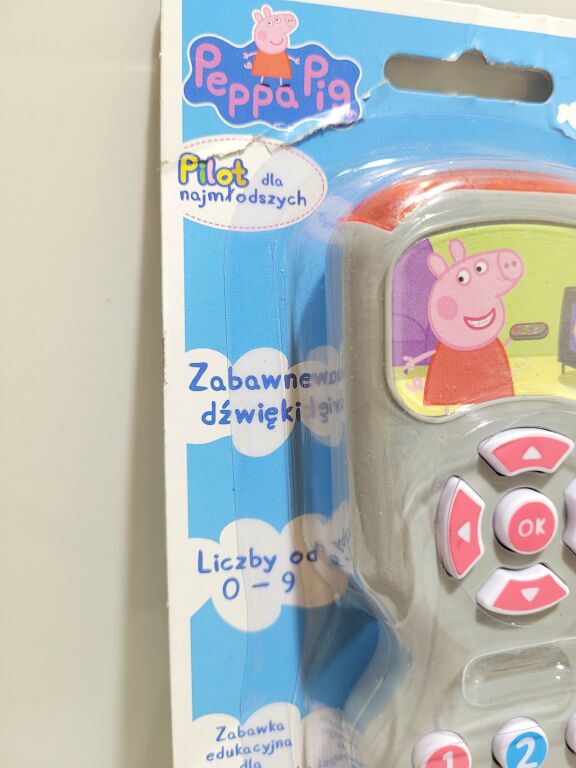 Peppa Pig
Pilot dla
najmłodszych
Zabawne
dźwięki
Liczby od
0 – 9
OK
Zabawka
edukacyjna
dla
1 2